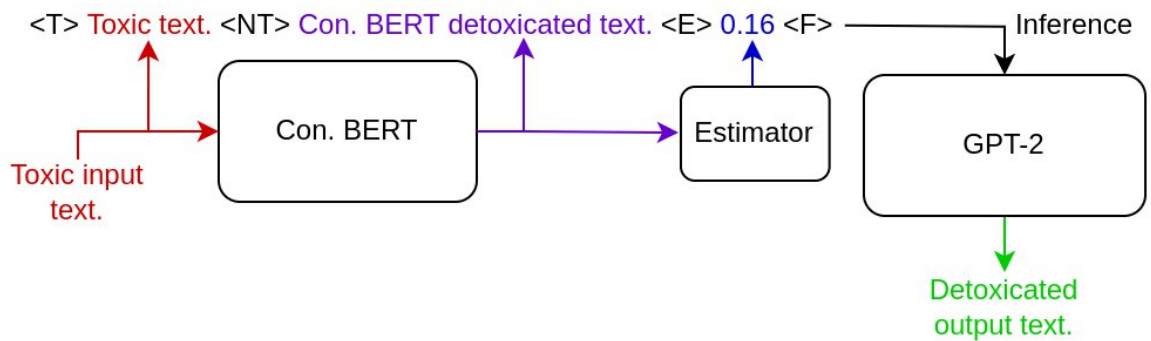 <T> Toxic text. <NT> Con. BERT detoxicated text. <E> 0.16 <F>
Inference
Con. BERT
Estimator
GPT-2
Toxic input
text.
Detoxicated
output text.